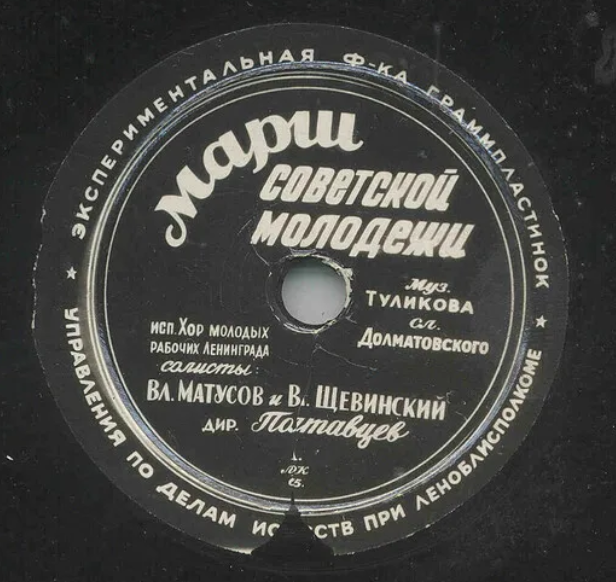 ЭКСПЕРИМЕНТАЛЬНАЯ Ф-КА ГРАММПЛАСТИНОК
Марш
советской
молодежи
муз.
ТУЛИКОВА
сл.
ДОЛМАТОВСКОГО
ИСП. ХОР МОЛОДЫХ
РАБОЧИХ ЛЕНИНГРАДА
солисты:
ВЛ. МАТУСОВ и ВЛ. ЩЕВИНСКИЙ
ДИР. Полтавцев
УПРАВЛЕНИЯ ПО ДЕЛАМ ПРИ ЛЕНОБЛИСПОЛКОМЕ